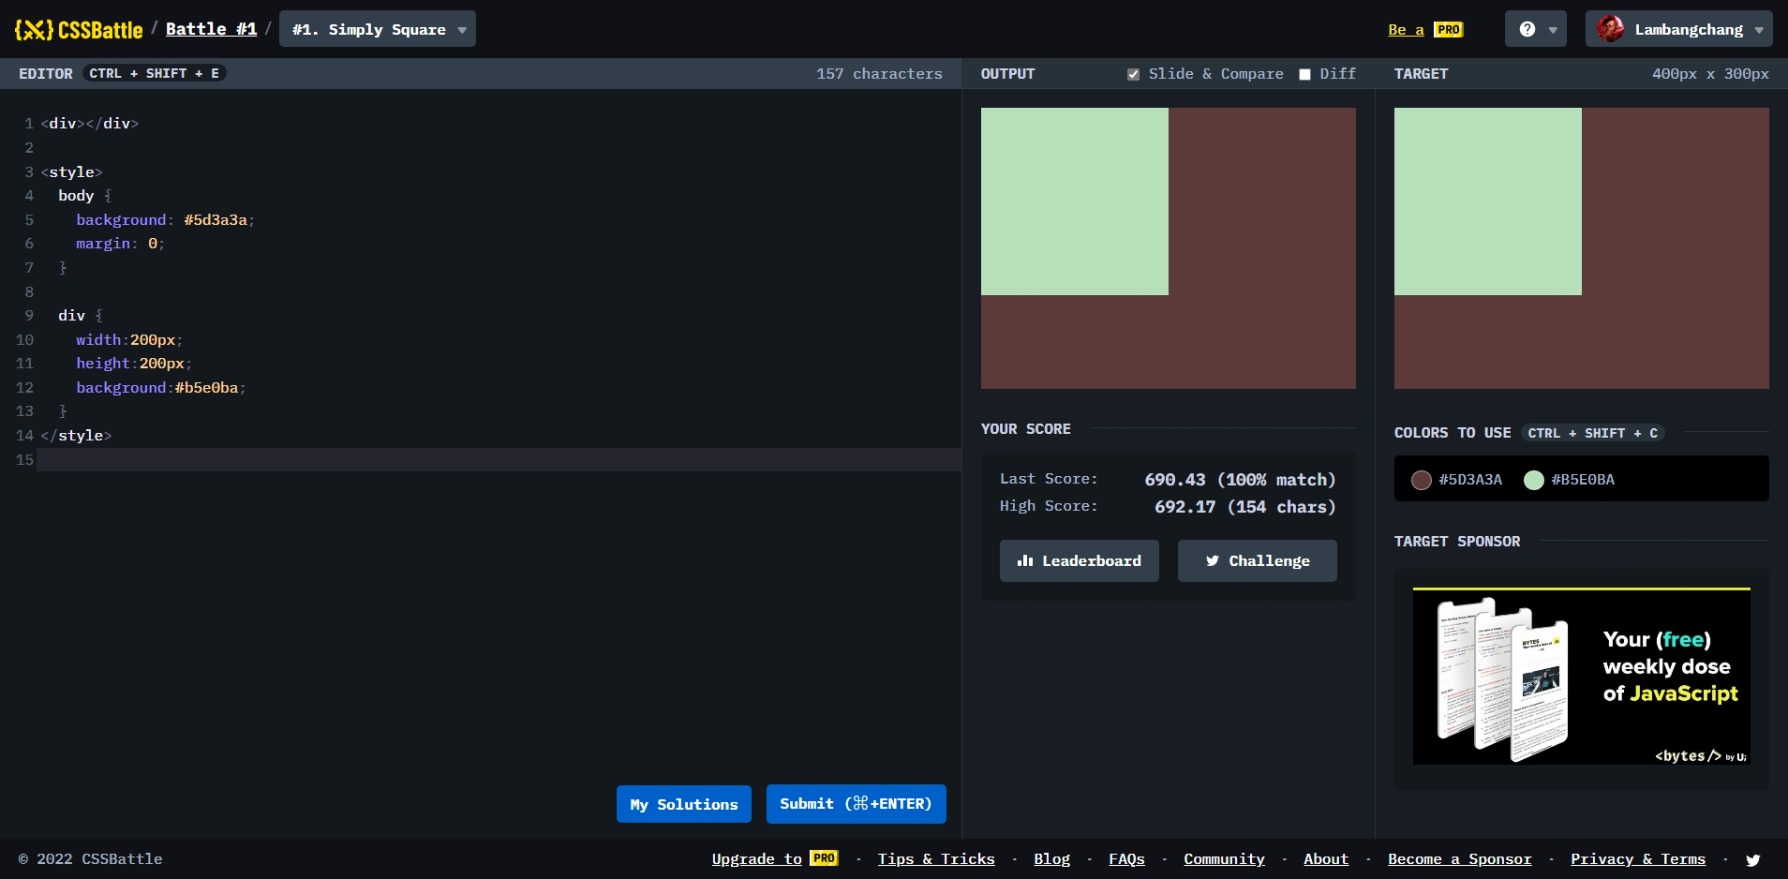 {X} CSSBattle / Battle #1 / #1. Simply Square
Be a PRO
Lambangchang
EDITOR CTRL + SHIFT + E
157 characters
OUTPUT
Slide & Compare
Diff
TARGET
400px x 300px
1 <div></div>
2
3 <style>
4 body {
5 background: #5d3a3a;
6 margin: 0;
7 }
8
9 div {
10 width:200px;
11 height:200px;
12 background:#b5e0ba;
13 }
14 </style>
15
My Solutions
Submit (⌘+ENTER)
YOUR SCORE
Last Score: 690.43 (100% match)
High Score: 692.17 (154 chars)
Leaderboard
Challenge
COLORS TO USE CTRL + SHIFT + C
#5D3A3A #B5E0BA
TARGET SPONSOR
Your (free)
weekly dose
of JavaScript
<bytes/> by
© 2022 CSSBattle
Upgrade to PRO · Tips & Tricks · Blog · FAQs · Community · About · Become a Sponsor · Privacy & Terms ·